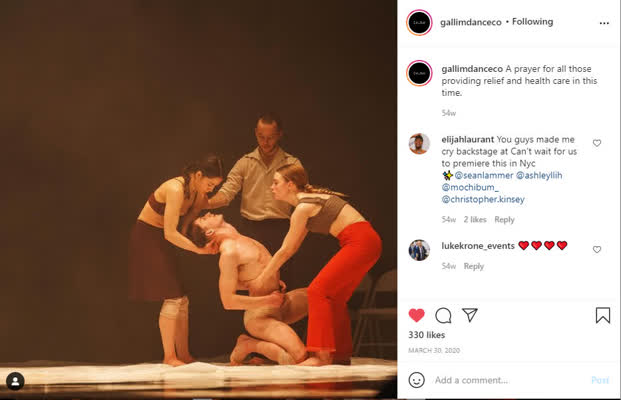 gallimdanceco • Following
gallimdanceco A prayer for all those
providing relief and health care in this
time.
54w
elijahlaurant You guys made me
cry backstage at Can't wait for us
to premiere this in Nyc
✨@seanlammer @ashleyllih
@mochibum_
@christopher.kinsey
54w 2 likes Reply
lukekrone_events ❤️❤️❤️❤️
54w Reply
330 likes
MARCH 30, 2020
Add a comment... Post